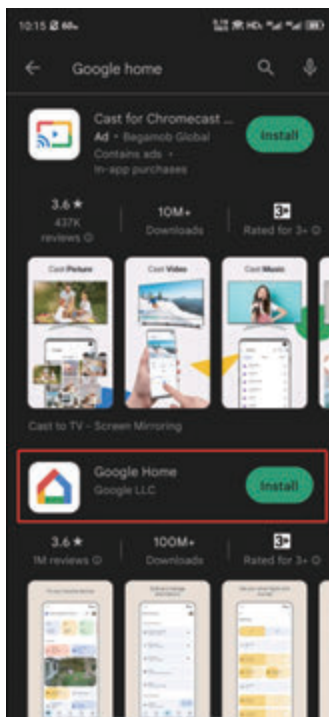 10:15
Google home
Cast for Chromecast ...
Ad • Begamob Global
Contains ads •
In-app purchases
Install
3.6★
437K
reviews
10M+
Downloads
3+
Rated for 3+
Cast Picture
Cast Video
Cast Music
Cast to TV - Screen Mirroring
Google Home
Google LLC
Install
3.6★
1M reviews
100M+
Downloads
3+
Rated for 3+